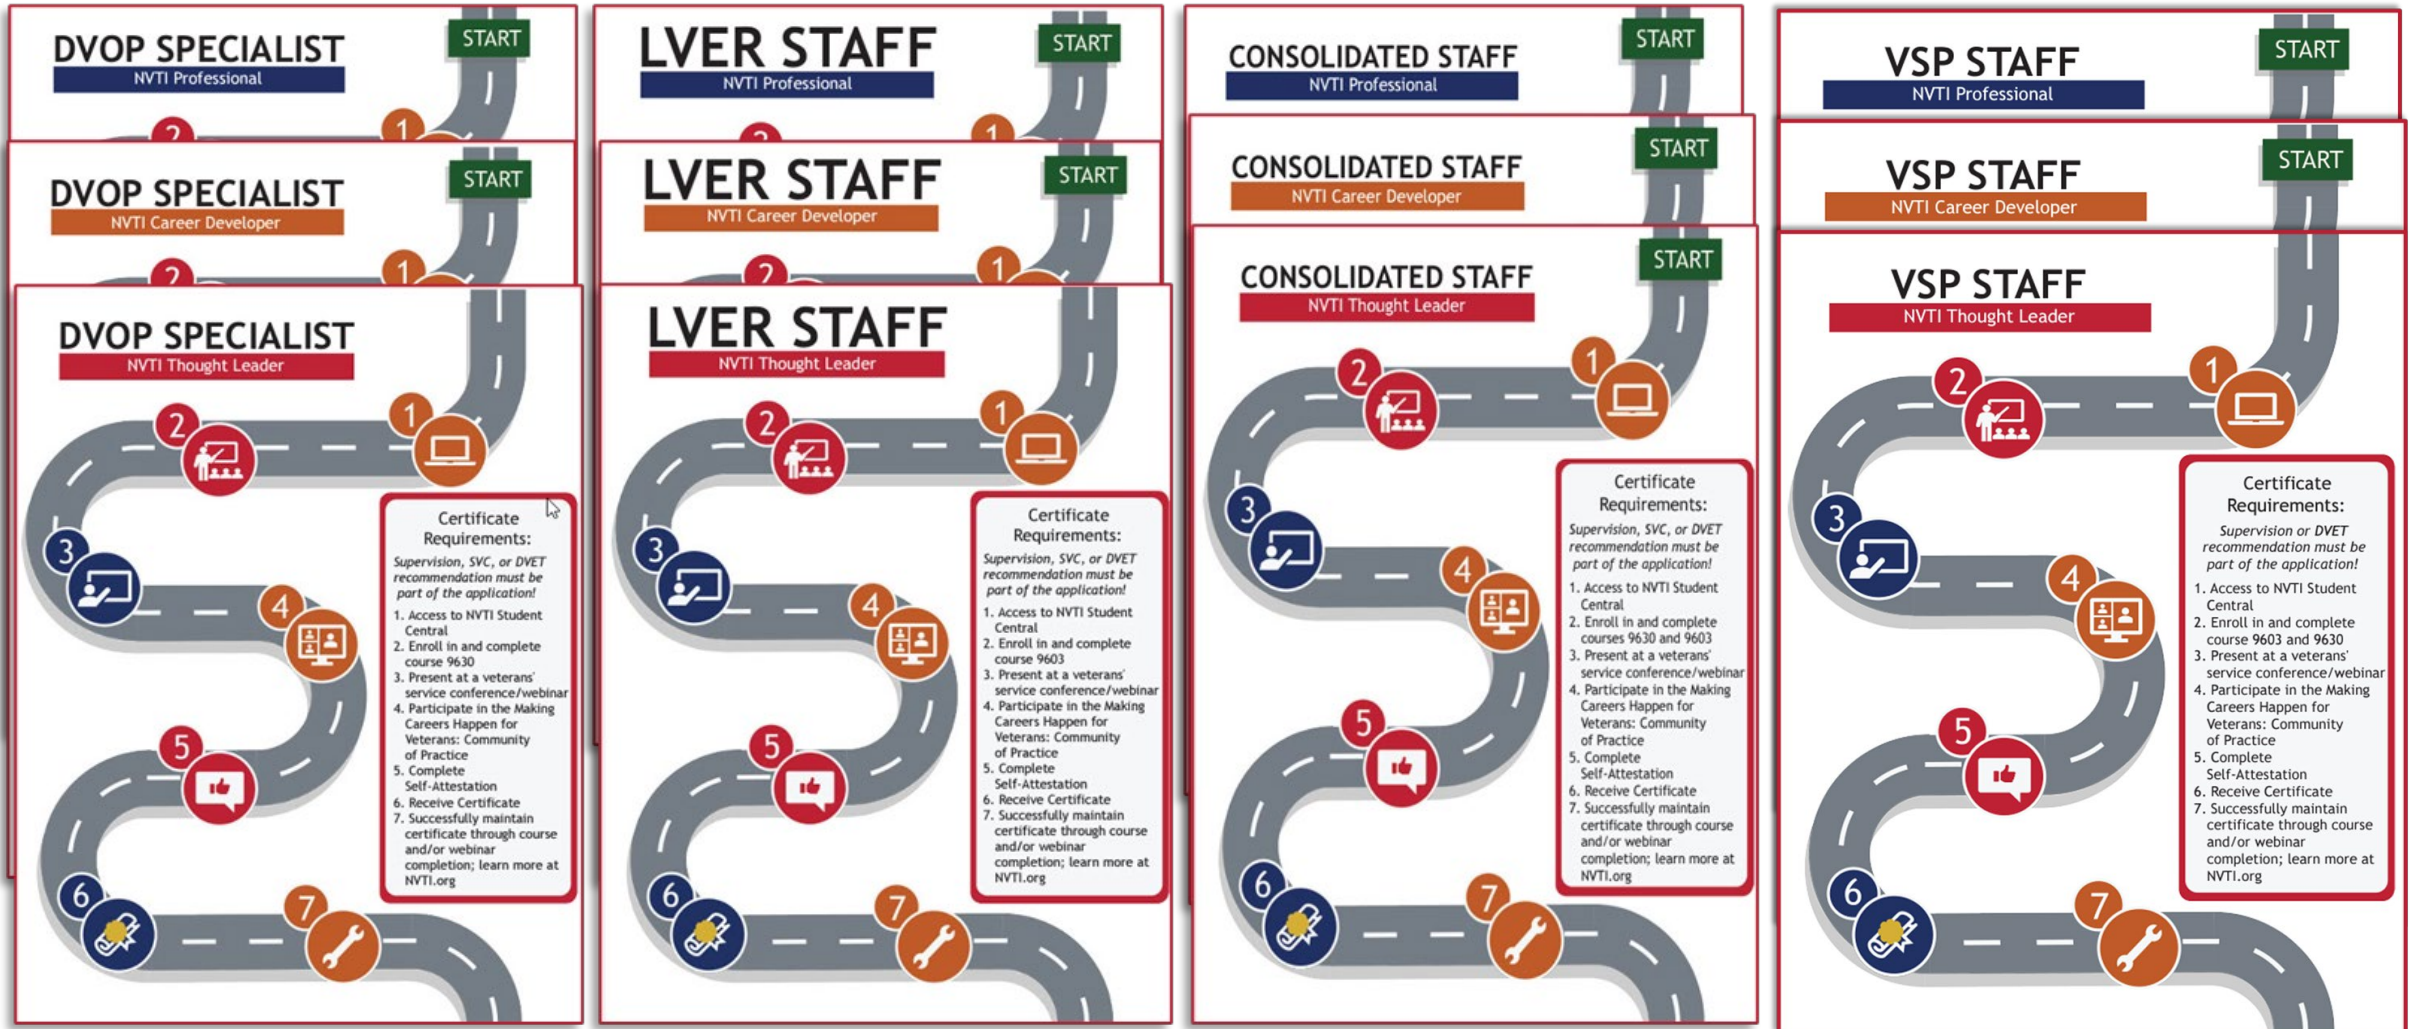 DVOP SPECIALIST
NVTI Professional
START
2
1
DVOP SPECIALIST
NVTI Career Developer
START
2
1
DVOP SPECIALIST
NVTI Thought Leader
1
2
3
4
5
6
7
Certificate
Requirements:
Supervision, SVC, or DVET
recommendation must be
part of the application!
1. Access to NVTI Student
Central
2. Enroll in and complete
course 9630
3. Present at a veterans'
service conference/webinar
4. Participate in the Making
Careers Happen for
Veterans: Community
of Practice
5. Complete
Self-Attestation
6. Receive Certificate
7. Successfully maintain
certificate through course
and/or webinar
completion; learn more at
NVTI.org
LVER STAFF
NVTI Professional
START
2
1
LVER STAFF
NVTI Career Developer
START
2
1
LVER STAFF
NVTI Thought Leader
1
2
3
4
5
6
7
Certificate
Requirements:
Supervision, SVC, or DVET
recommendation must be
part of the application!
1. Access to NVTI Student
Central
2. Enroll in and complete
course 9603
3. Present at a veterans'
service conference/webinar
4. Participate in the Making
Careers Happen for
Veterans: Community
of Practice
5. Complete
Self-Attestation
6. Receive Certificate
7. Successfully maintain
certificate through course
and/or webinar
completion; learn more at
NVTI.org
CONSOLIDATED STAFF
NVTI Professional
START
CONSOLIDATED STAFF
NVTI Career Developer
START
CONSOLIDATED STAFF
NVTI Thought Leader
START
1
2
3
4
5
6
7
Certificate
Requirements:
Supervision, SVC, or DVET
recommendation must be
part of the application!
1. Access to NVTI Student
Central
2. Enroll in and complete
courses 9630 and 9603
3. Present at a veterans'
service conference/webinar
4. Participate in the Making
Careers Happen for
Veterans: Community
of Practice
5. Complete
Self-Attestation
6. Receive Certificate
7. Successfully maintain
certificate through course
and/or webinar
completion; learn more at
NVTI.org
VSP STAFF
NVTI Professional
START
VSP STAFF
NVTI Career Developer
START
VSP STAFF
NVTI Thought Leader
1
2
3
4
5
6
7
Certificate
Requirements:
Supervision or DVET
recommendation must be
part of the application!
1. Access to NVTI Student
Central
2. Enroll in and complete
course 9603 and 9630
3. Present at a veterans'
service conference/webinar
4. Participate in the Making
Careers Happen for
Veterans: Community
of Practice
5. Complete
Self-Attestation
6. Receive Certificate
7. Successfully maintain
certificate through course
and/or webinar
completion; learn more at
NVTI.org